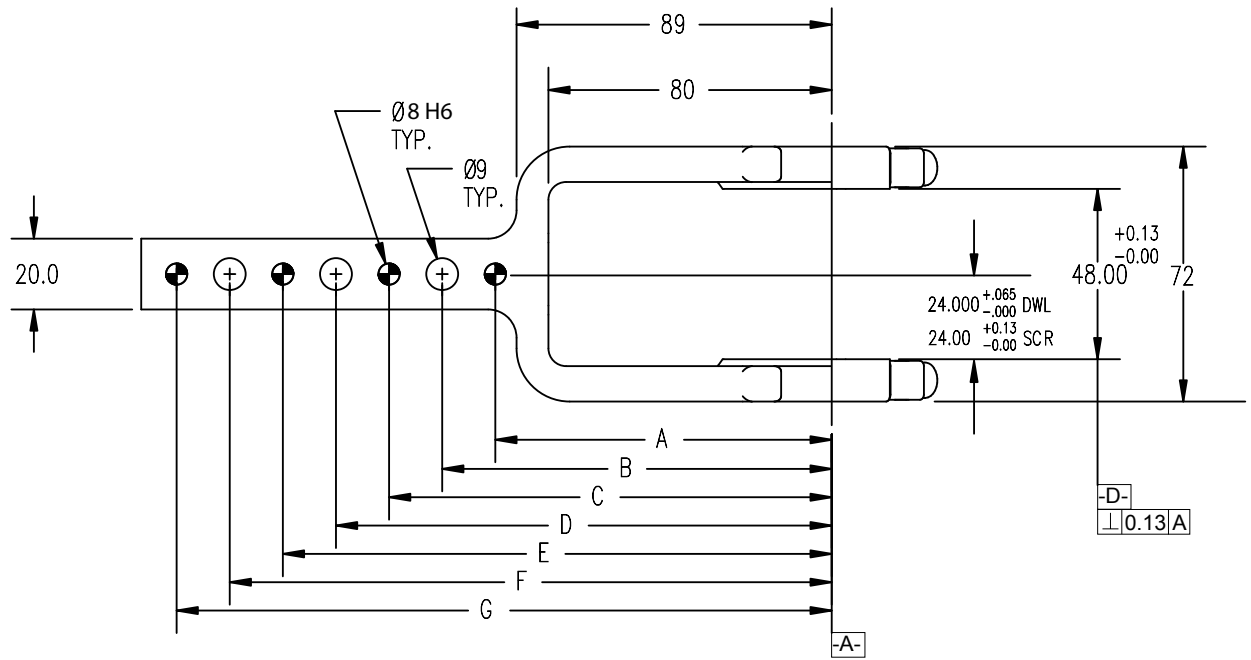 89
80
Ø8 H6
TYP.
Ø9
TYP.
20.0
+0.13
48.00 -0.00
72
24.000 +.065 -.000 DWL
24.00 +0.13 -0.00 SCR
A
B
C
D
E
F
G
-D-
⊥ 0.13 A
-A-